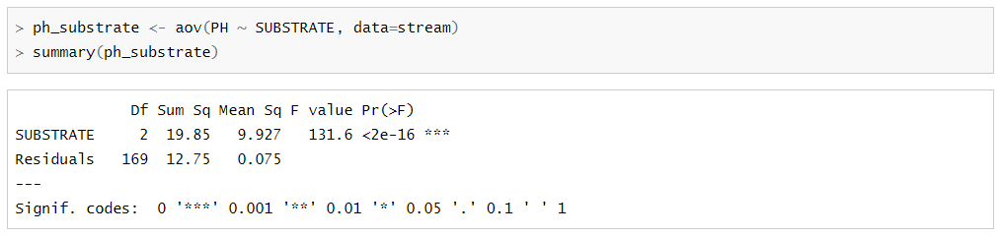 > ph_substrate <- aov(PH ~ SUBSTRATE, data=stream)
> summary(ph_substrate)
             Df Sum Sq Mean Sq F value Pr(>F)
SUBSTRATE     2  19.85   9.927   131.6 <2e-16 ***
Residuals   169  12.75   0.075
---
Signif. codes:  0 '***' 0.001 '**' 0.01 '*' 0.05 '.' 0.1 ' ' 1